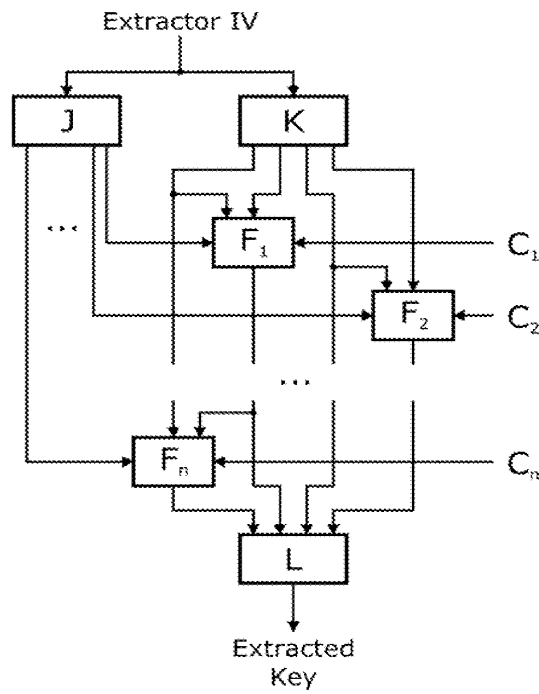 Extractor IV
J
K
...
F₁
C₁
F₂
C₂
...
Fₙ
Cₙ
L
Extracted
Key